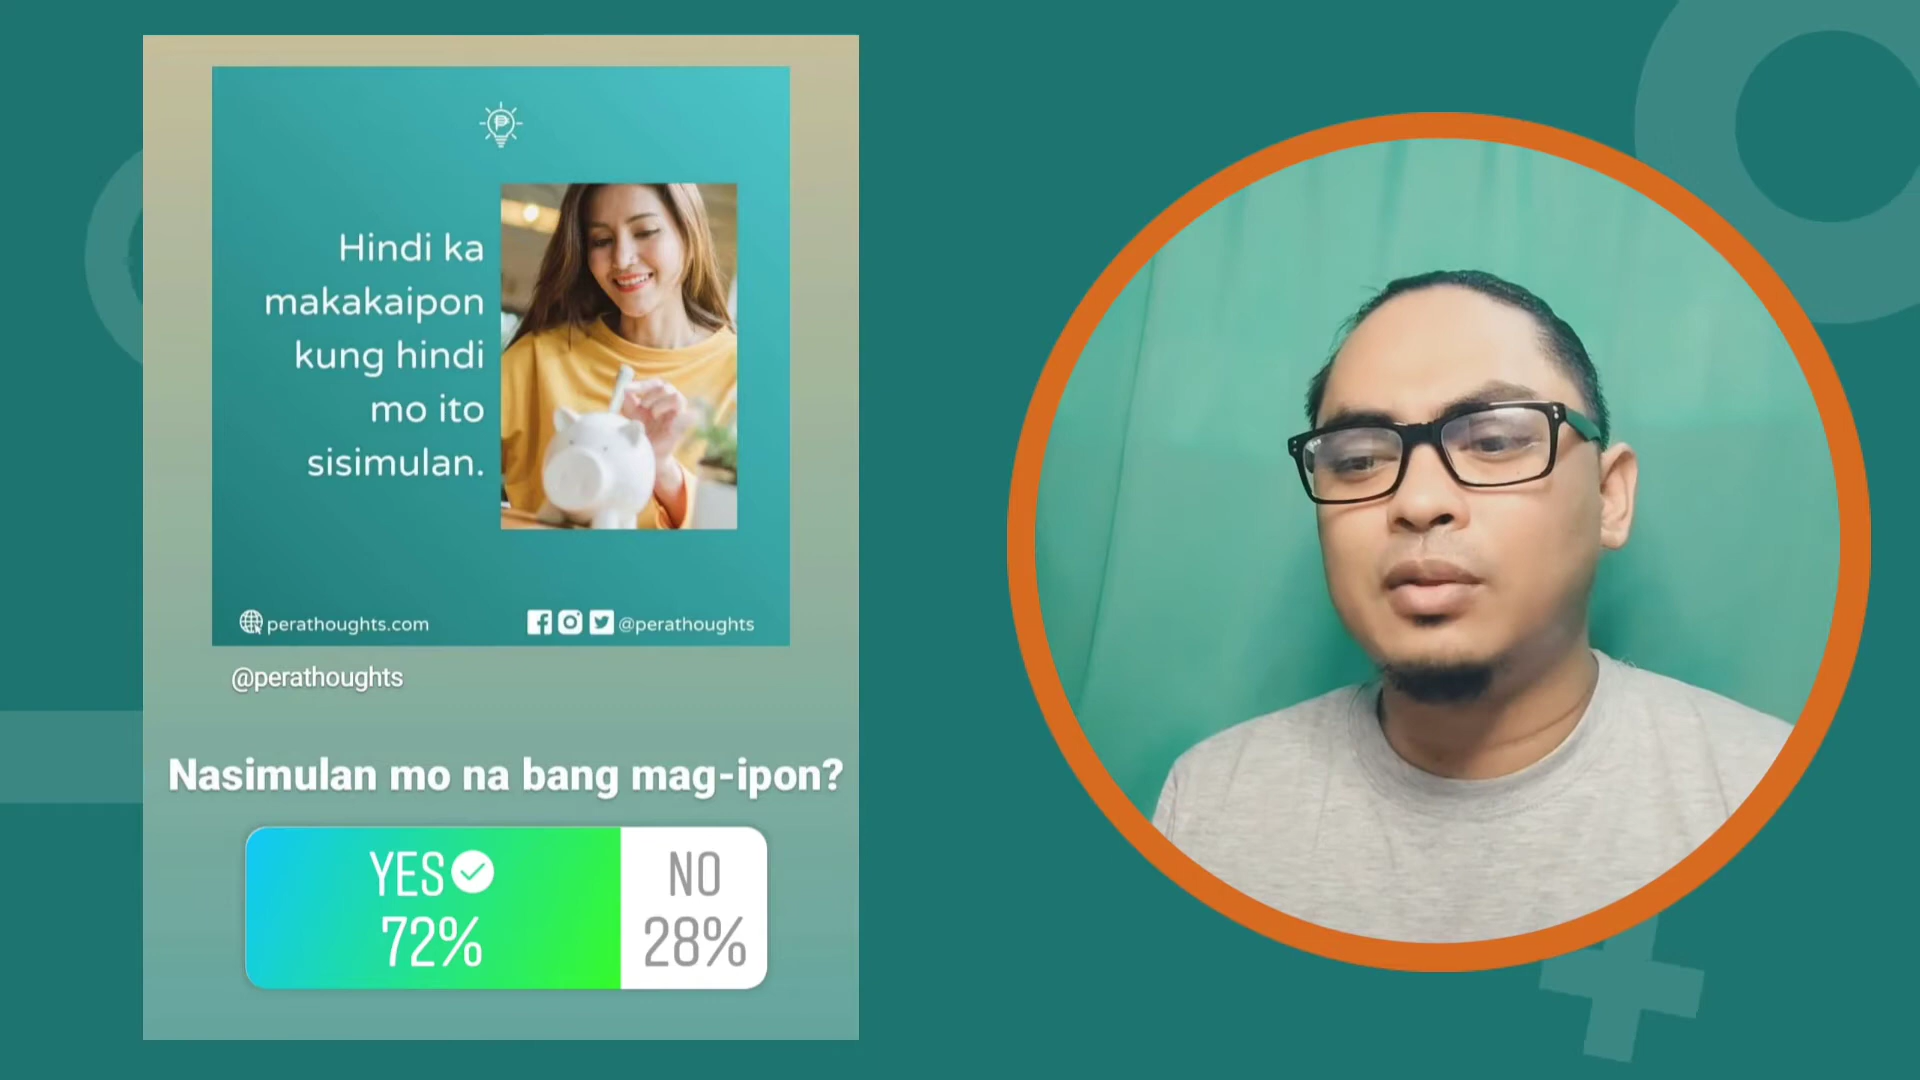 Hindi ka
makakaipon
kung hindi
mo ito
sisimulan.
perathoughts.com
@perathoughts
@perathoughts
Nasimulan mo na bang mag-ipon?
YES
72%
NO
28%